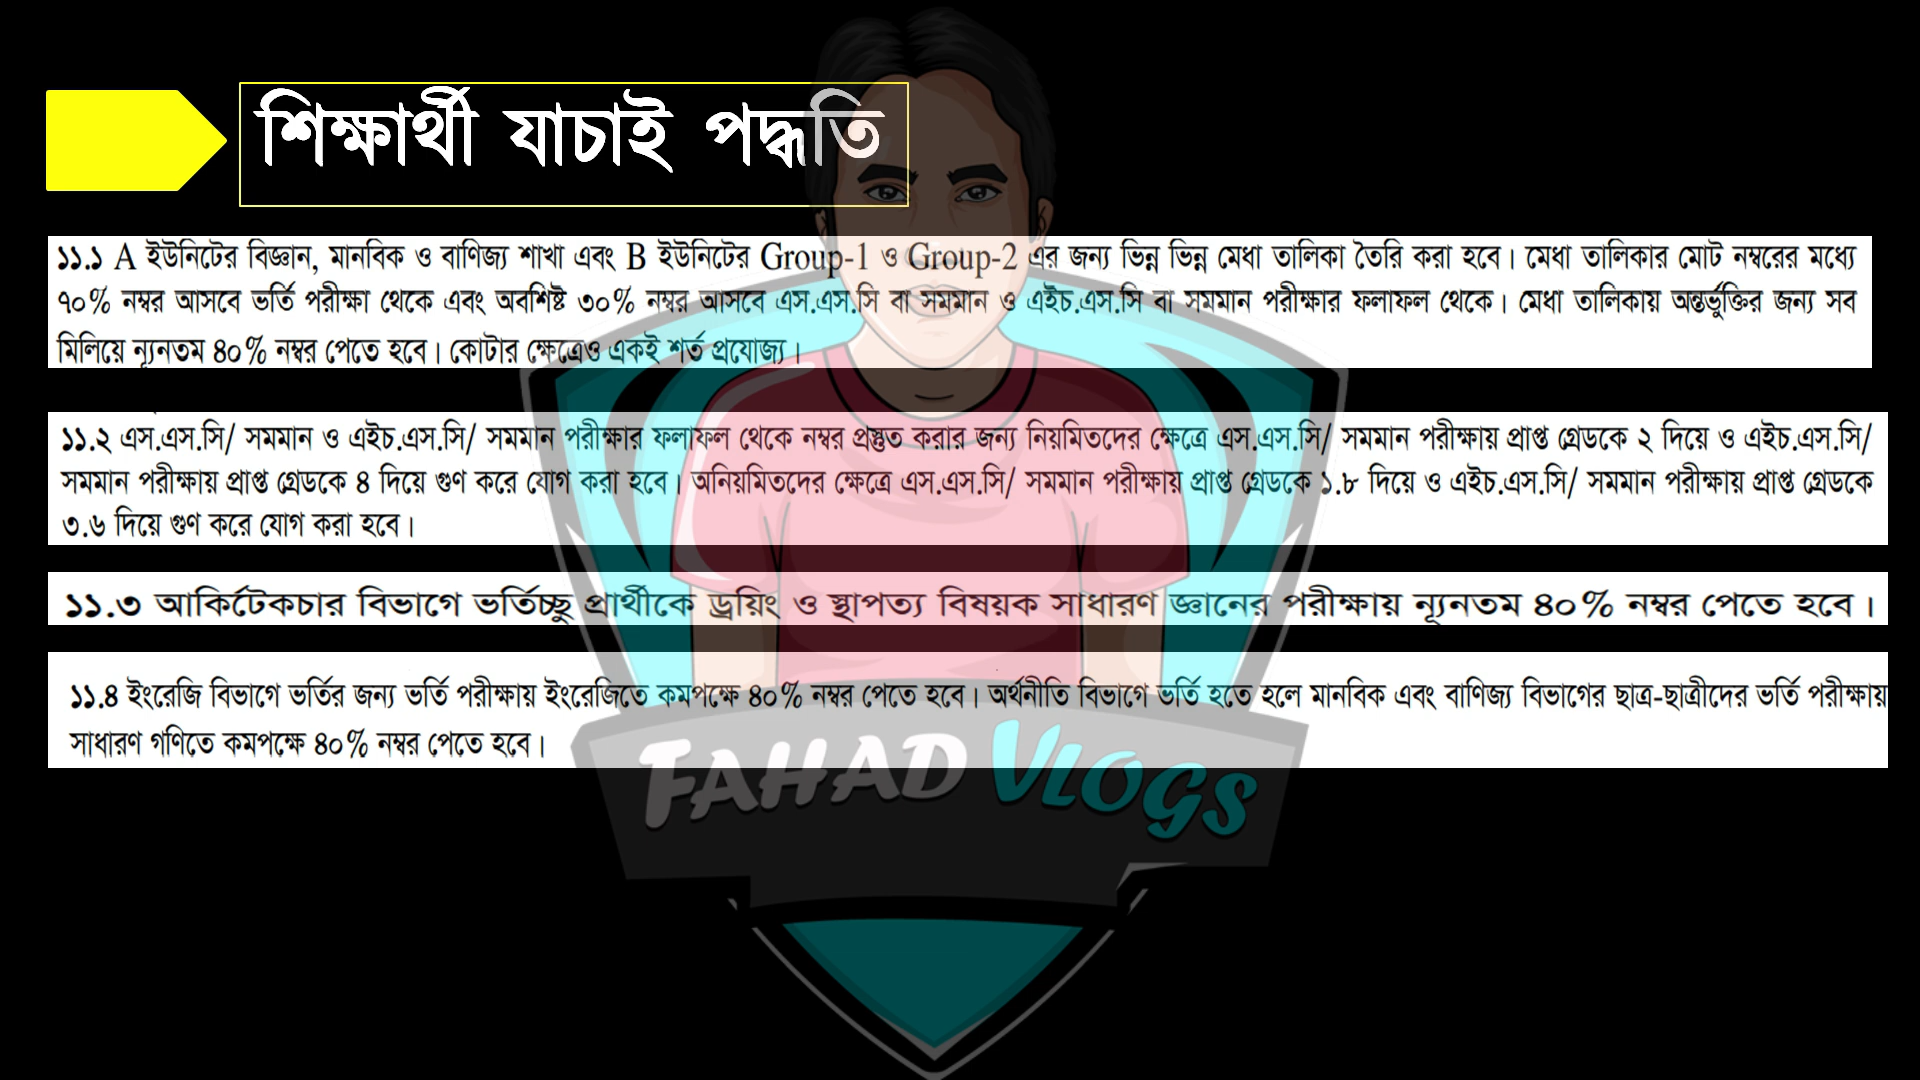 শিক্ষার্থী যাচাই পদ্ধতি
১১.১ A ইউনিটের বিজ্ঞান, মানবিক ও বাণিজ্য শাখা এবং B ইউনিটের Group-1 ও Group-2 এর জন্য ভিন্ন ভিন্ন মেধা তালিকা তৈরি করা হবে। মেধা তালিকার মোট নম্বরের মধ্যে
৭০% নম্বর আসবে ভর্তি পরীক্ষা থেকে এবং অবশিষ্ট ৩০% নম্বর আসবে এস.এস.সি বা সমমান ও এইচ.এস.সি বা সমমান পরীক্ষার ফলাফল থেকে। মেধা তালিকায় অন্তর্ভুক্তির জন্য সব
মিলিয়ে ন্যূনতম ৪০% নম্বর পেতে হবে। কোটার ক্ষেত্রেও একই শর্ত প্রযোজ্য।
১১.২ এস.এস.সি/ সমমান ও এইচ.এস.সি/ সমমান পরীক্ষার ফলাফল থেকে নম্বর প্রস্তুত করার জন্য নিয়মিতদের ক্ষেত্রে এস.এস.সি/ সমমান পরীক্ষায় প্রাপ্ত গ্রেডকে ২ দিয়ে ও এইচ.এস.সি/
সমমান পরীক্ষায় প্রাপ্ত গ্রেডকে ৪ দিয়ে গুণ করে যোগ করা হবে। অনিয়মিতদের ক্ষেত্রে এস.এস.সি/ সমমান পরীক্ষায় প্রাপ্ত গ্রেডকে ১.৮ দিয়ে ও এইচ.এস.সি/ সমমান পরীক্ষায় প্রাপ্ত গ্রেডকে
৩.৬ দিয়ে গুণ করে যোগ করা হবে।
১১.৩ আর্কিটেকচার বিভাগে ভর্তিচ্ছু প্রার্থীকে ড্রয়িং ও স্থাপত্য বিষয়ক সাধারণ জ্ঞানের পরীক্ষায় ন্যূনতম ৪০% নম্বর পেতে হবে।
১১.৪ ইংরেজি বিভাগে ভর্তির জন্য ভর্তি পরীক্ষায় ইংরেজিতে কমপক্ষে ৪০% নম্বর পেতে হবে। অর্থনীতি বিভাগে ভর্তি হতে হলে মানবিক এবং বাণিজ্য বিভাগের ছাত্র-ছাত্রীদের ভর্তি পরীক্ষায়
সাধারণ গণিতে কমপক্ষে ৪০% নম্বর পেতে হবে।
FAHAD VLOGS